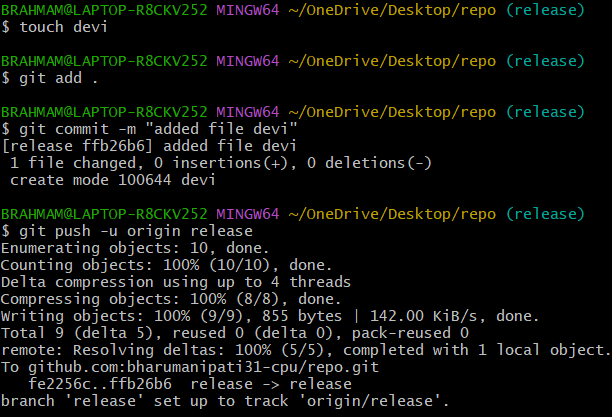 BRAHMAM@LAPTOP-R8CKV252 MINGW64 ~/OneDrive/Desktop/repo (release)
$ touch devi
BRAHMAM@LAPTOP-R8CKV252 MINGW64 ~/OneDrive/Desktop/repo (release)
$ git add .
BRAHMAM@LAPTOP-R8CKV252 MINGW64 ~/OneDrive/Desktop/repo (release)
$ git commit -m "added file devi"
[release ffb26b6] added file devi
 1 file changed, 0 insertions(+), 0 deletions(-)
 create mode 100644 devi
BRAHMAM@LAPTOP-R8CKV252 MINGW64 ~/OneDrive/Desktop/repo (release)
$ git push -u origin release
Enumerating objects: 10, done.
Counting objects: 100% (10/10), done.
Delta compression using up to 4 threads
Compressing objects: 100% (8/8), done.
Writing objects: 100% (9/9), 855 bytes | 142.00 KiB/s, done.
Total 9 (delta 5), reused 0 (delta 0), pack-reused 0
remote: Resolving deltas: 100% (5/5), completed with 1 local object.
To github.com:bharumanipati31-cpu/repo.git
   fe2256c..ffb26b6  release -> release
branch 'release' set up to track 'origin/release'.